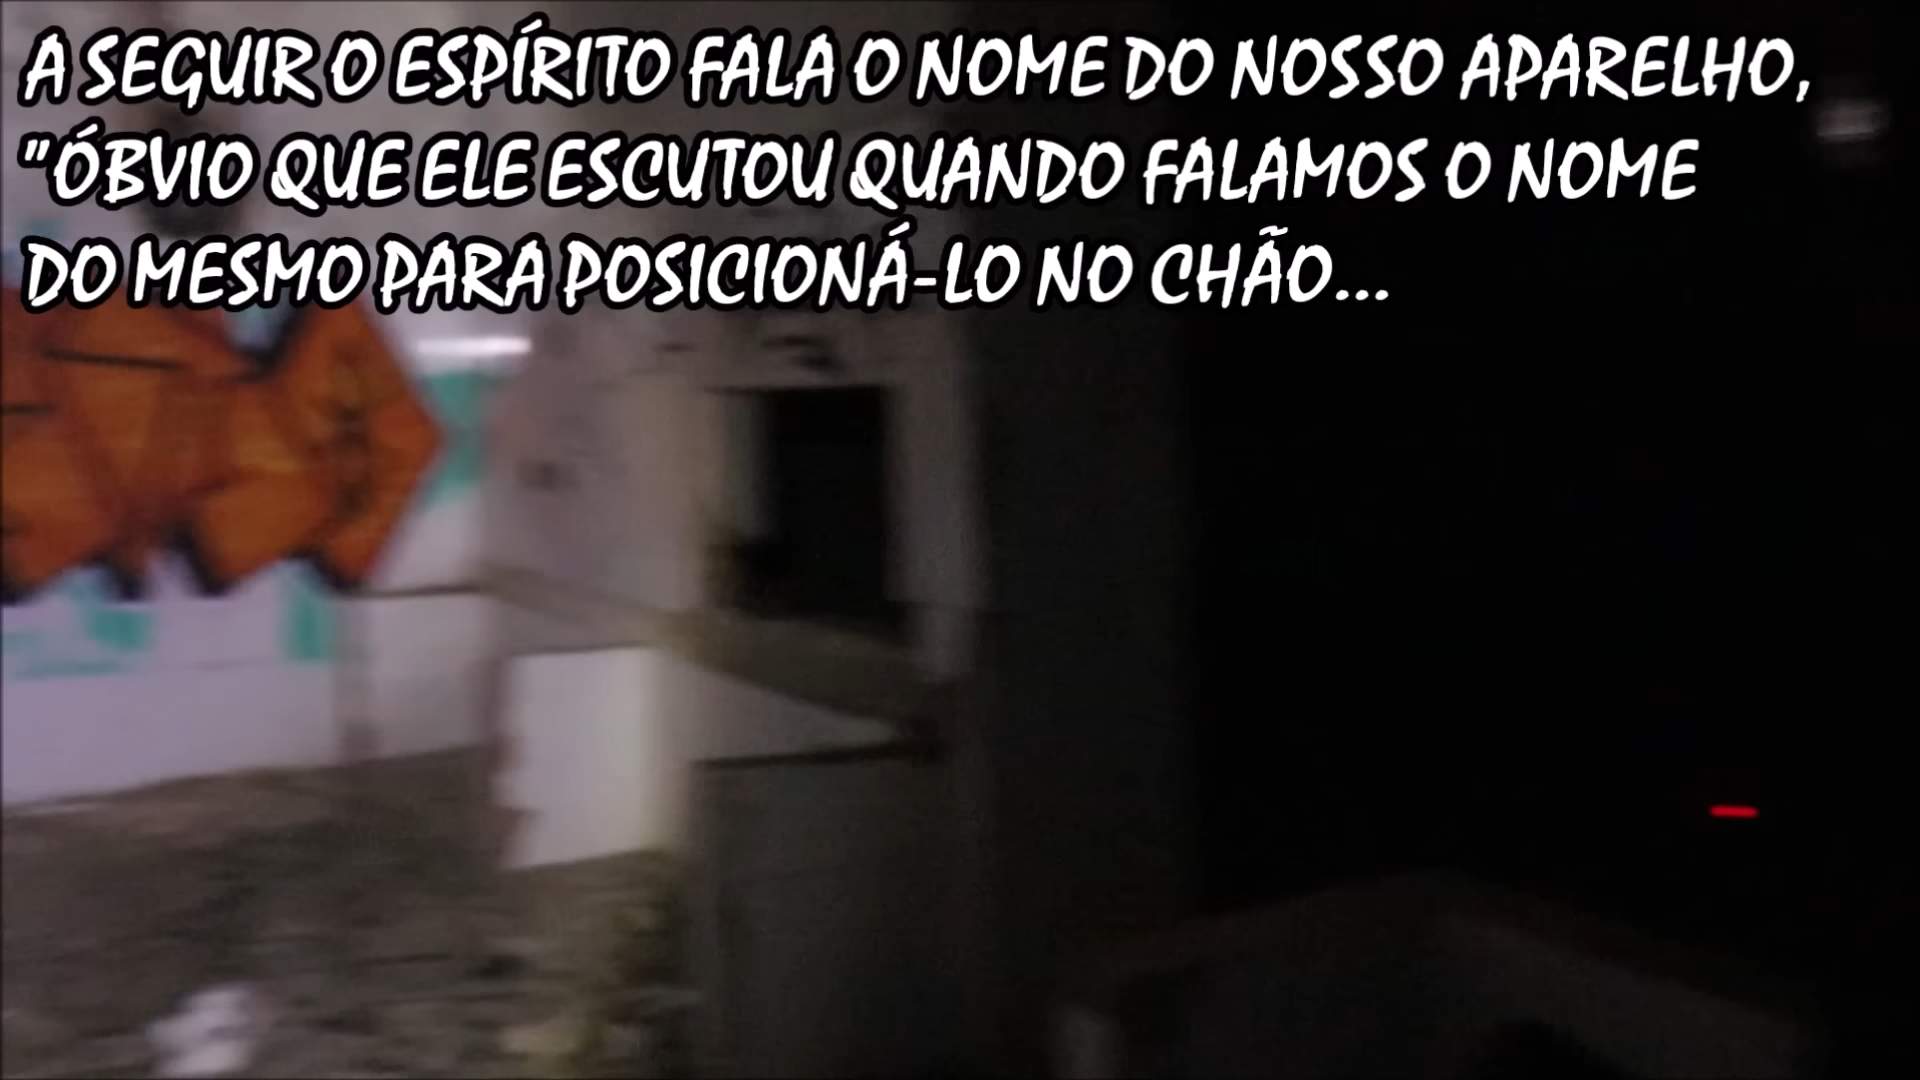 A SEGUIR O ESPÍRITO FALA O NOME DO NOSSO APARELHO,
"ÓBVIO QUE ELE ESCUTOU QUANDO FALAMOS O NOME
DO MESMO PARA POSICIONÁ-LO NO CHÃO...